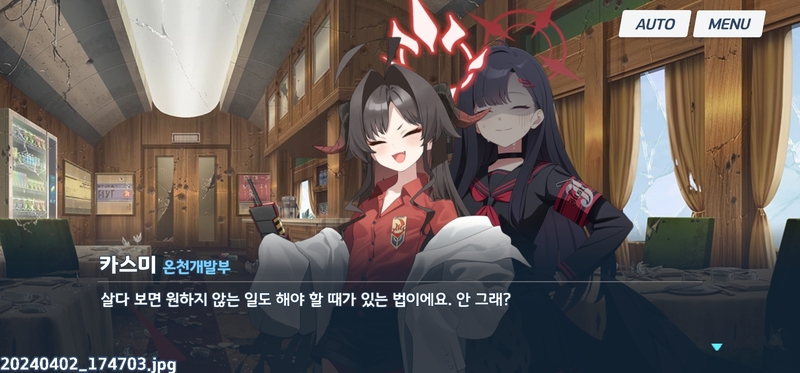 AUTO MENU
카스미 온천개발부
살다 보면 원하지 않는 일도 해야 할 때가 있는 법이에요. 안 그래?
20240402_174703.jpg